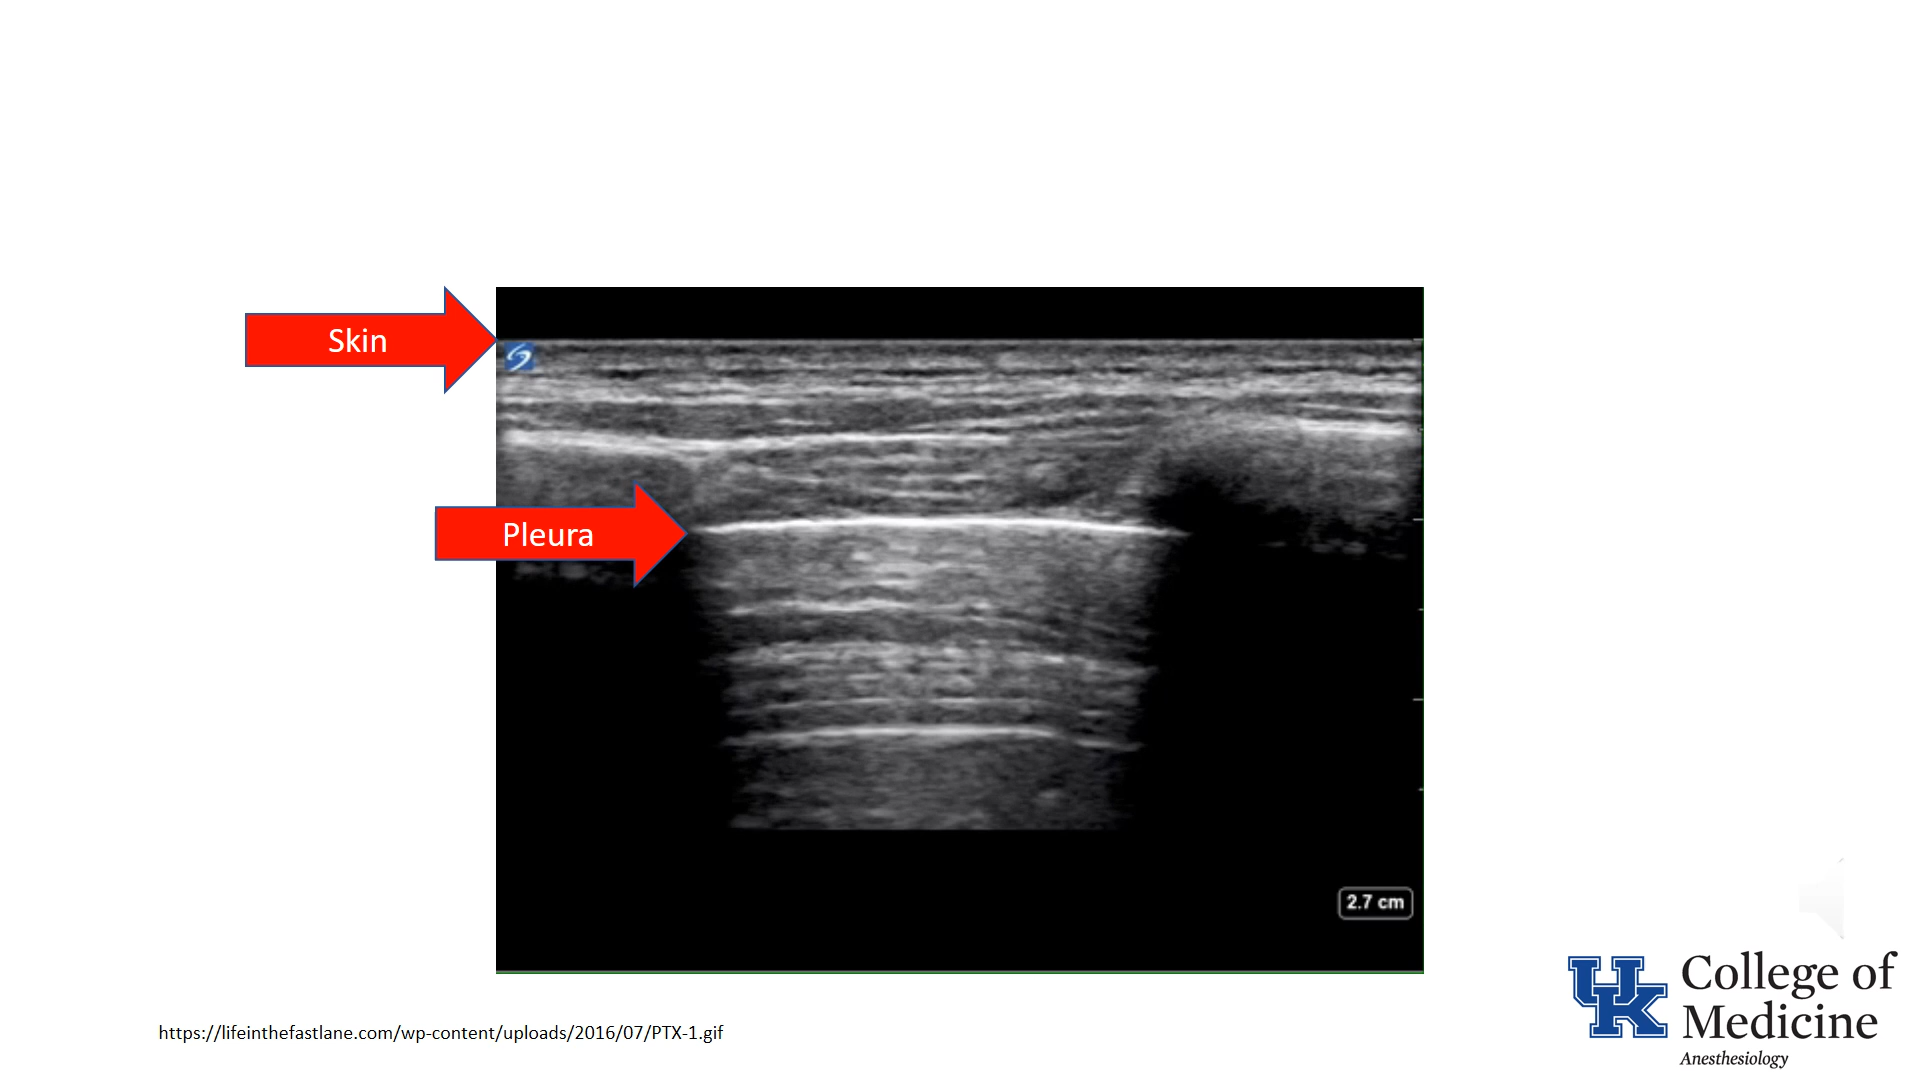 Skin
Pleura
2.7 cm
https://lifeinthefastlane.com/wp-content/uploads/2016/07/PTX-1.gif
UK
College of
Medicine
Anesthesiology